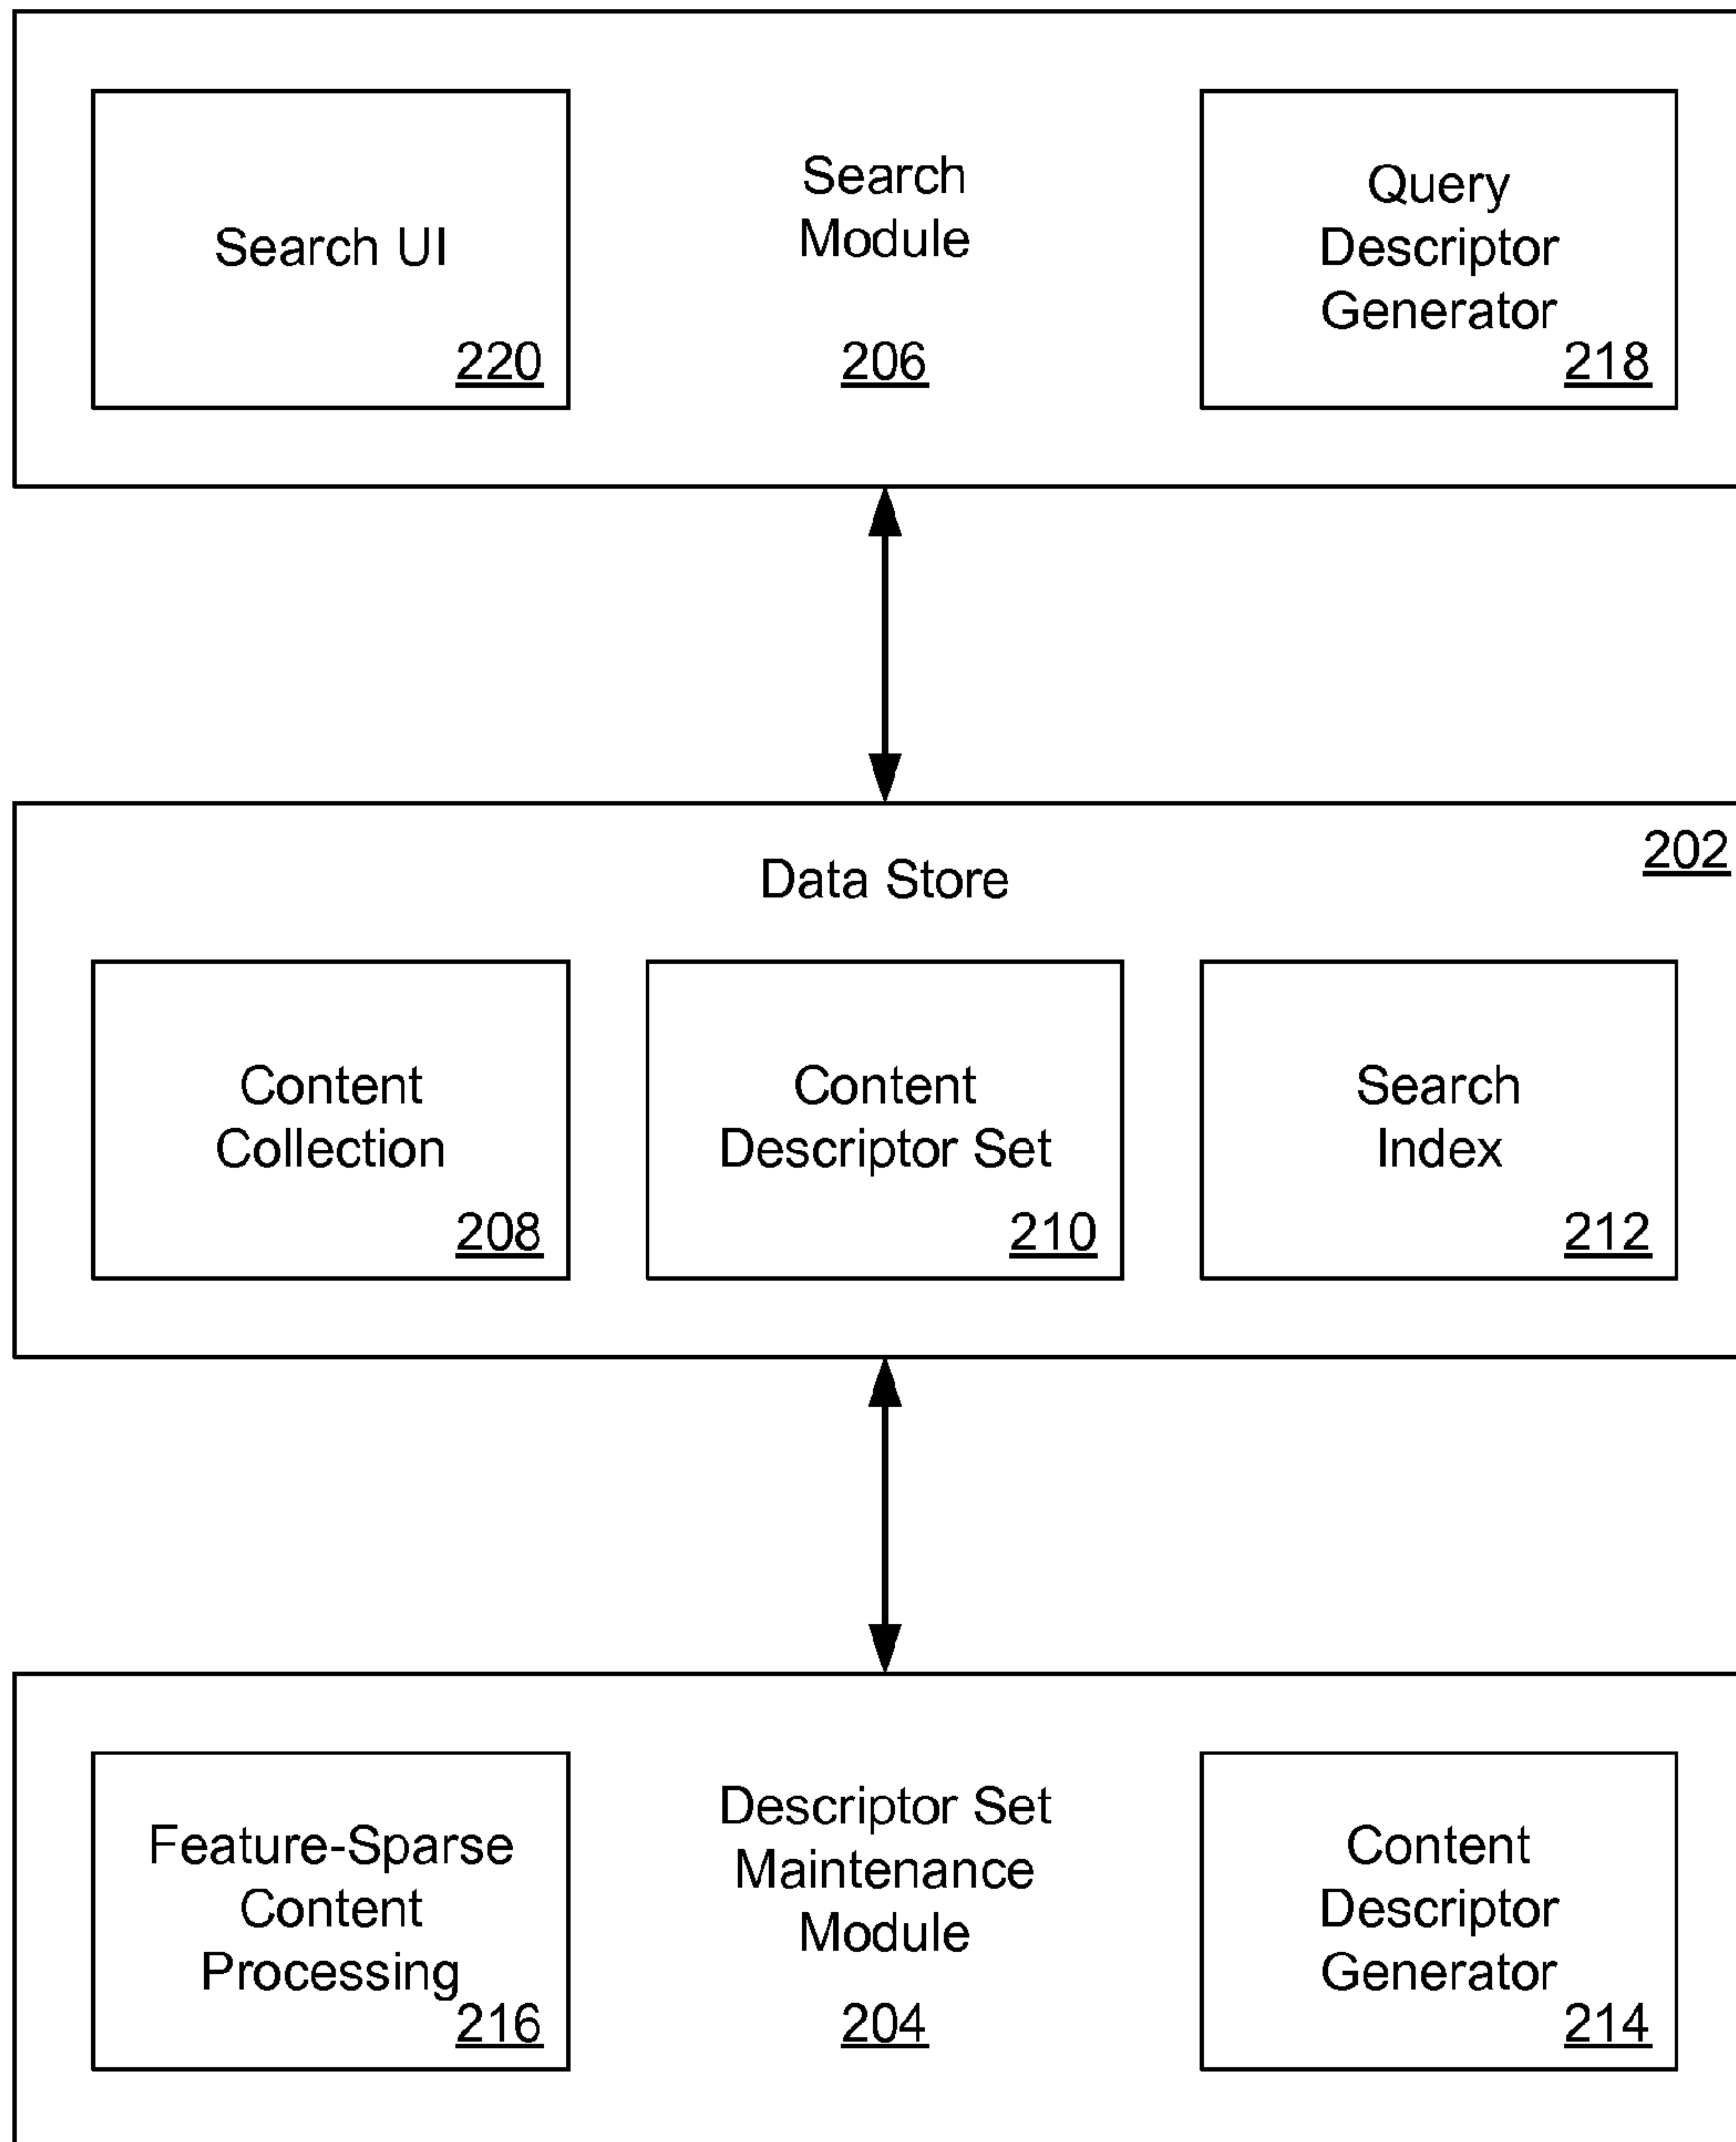 Search UI
220
Search
Module
206
Query
Descriptor
Generator
218
202
Data Store
Content
Collection
208
Content
Descriptor Set
210
Search
Index
212
Feature-Sparse
Content
Processing
216
Descriptor Set
Maintenance
Module
204
Content
Descriptor
Generator
214